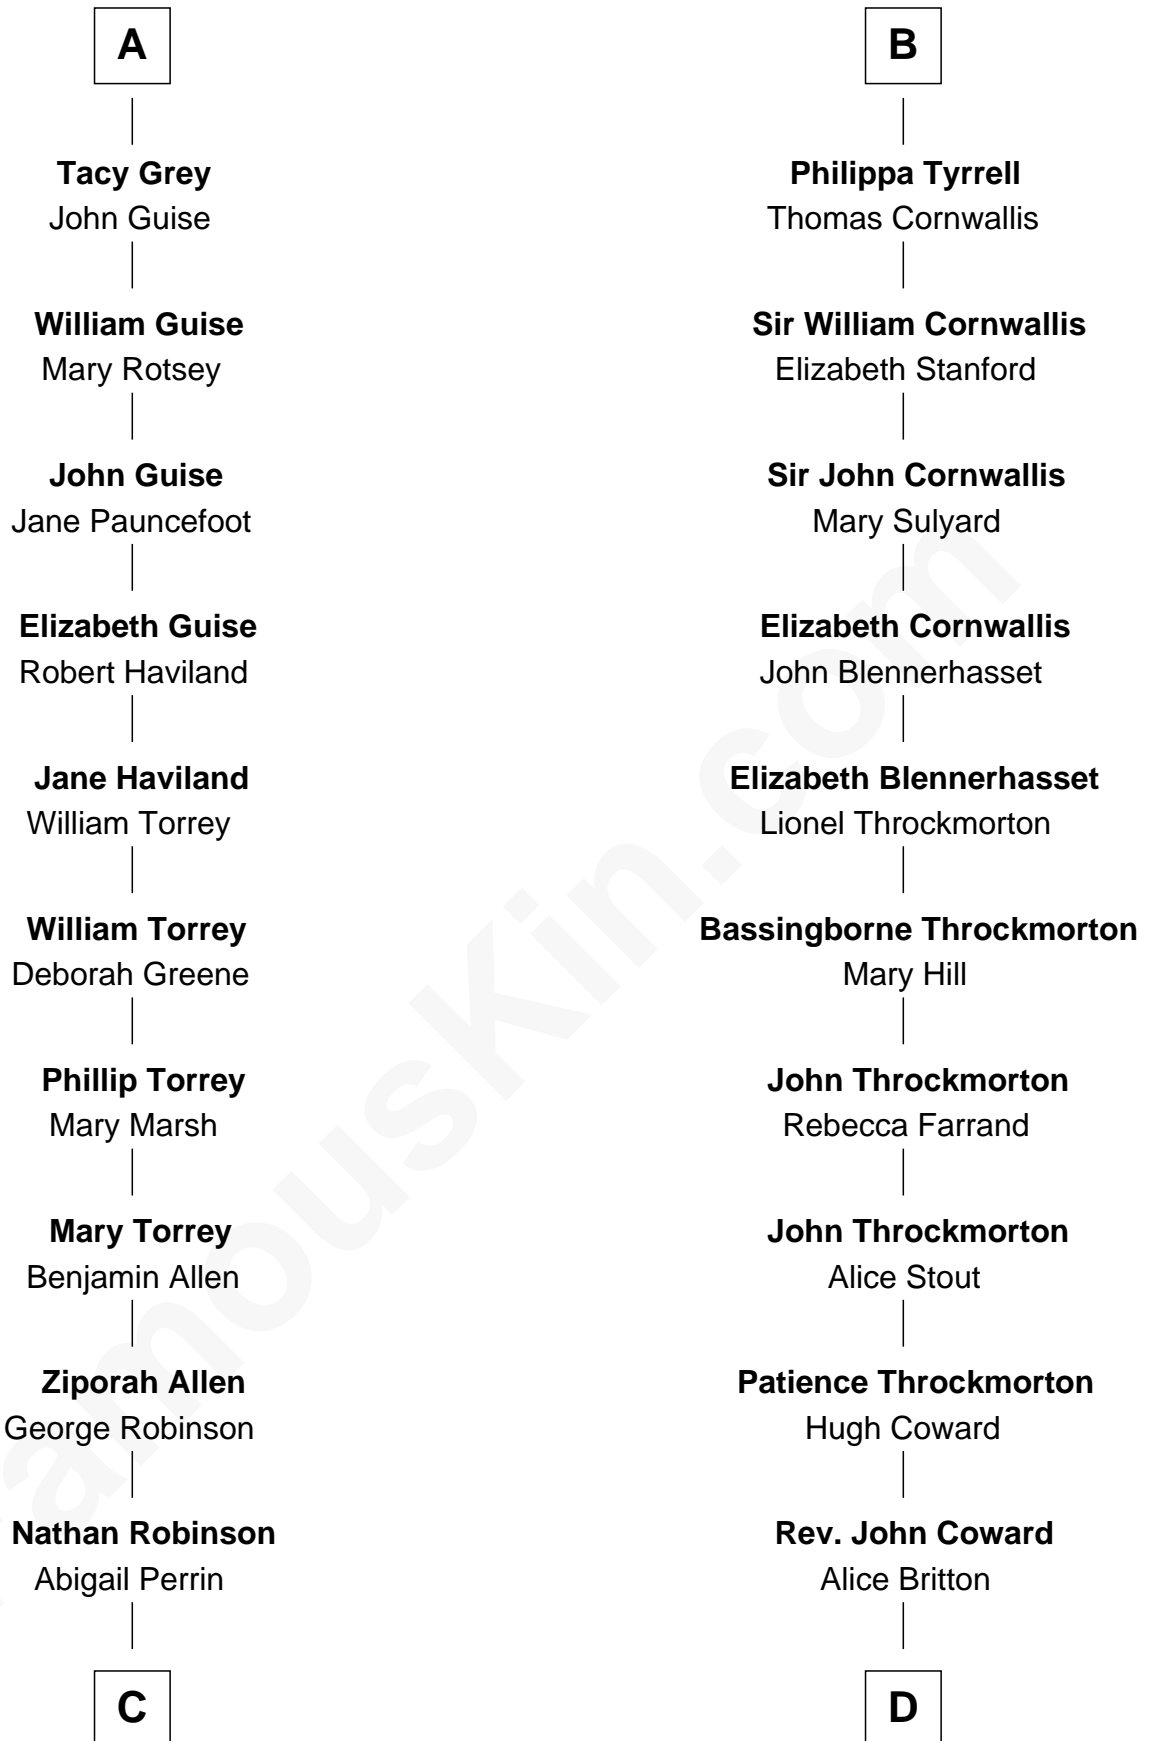 A
Tacy Grey
John Guise
William Guise
Mary Rotsey
John Guise
Jane Pauncefoot
Elizabeth Guise
Robert Haviland
Jane Haviland
William Torrey
William Torrey
Deborah Greene
Phillip Torrey
Mary Marsh
Mary Torrey
Benjamin Allen
Ziporah Allen
George Robinson
Nathan Robinson
Abigail Perrin
C
B
Philippa Tyrrell
Thomas Cornwallis
Sir William Cornwallis
Elizabeth Stanford
Sir John Cornwallis
Mary Sulyard
Elizabeth Cornwallis
John Blennerhasset
Elizabeth Blennerhasset
Lionel Throckmorton
Bassingborne Throckmorton
Mary Hill
John Throckmorton
Rebecca Farrand
John Throckmorton
Alice Stout
Patience Throckmorton
Hugh Coward
Rev. John Coward
Alice Britton
D
FamousKin.com